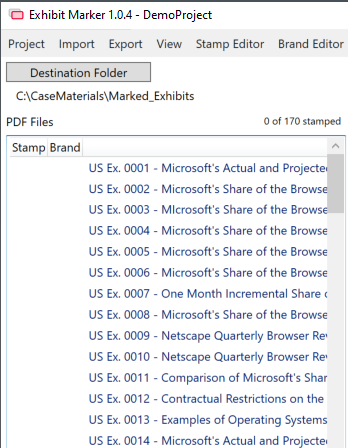 Exhibit Marker 1.0.4 - DemoProject
Project Import Export View Stamp Editor Brand Editor
Destination Folder
C:\CaseMaterials\Marked_Exhibits
PDF Files 0 of 170 stamped
Stamp Brand
US Ex. 0001 - Microsoft's Actual and Projected
US Ex. 0002 - Microsoft's Share of the Browse
US Ex. 0003 - MIcrosoft's Share of the Browse
US Ex. 0004 - Microsoft's Share of the Browse
US Ex. 0005 - Microsoft's Share of the Browse
US Ex. 0006 - Microsoft's Share of the Browse
US Ex. 0007 - One Month Incremental Share
US Ex. 0008 - Microsoft's Share of the Browse
US Ex. 0009 - Netscape Quarterly Browser Rev
US Ex. 0010 - Netscape Quarterly Browser Rev
US Ex. 0011 - Comparison of Microsoft's Shar
US Ex. 0012 - Contractual Restrictions on the
US Ex. 0013 - Examples of Operating Systems
US Ex. 0014 - Microsoft's Actual and Projected